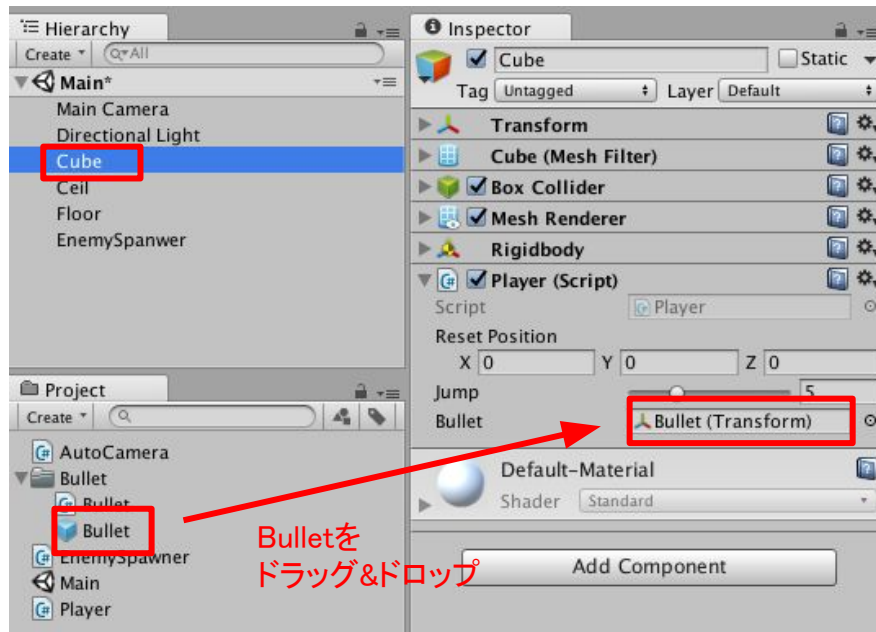 Hierarchy
Create All
Main*
Main Camera
Directional Light
Cube
Ceil
Floor
EnemySpanwer
Project
Create
AutoCamera
Bullet
Bullet
Bullet
EnemySpawner
Main
Player
Inspector
Cube Static
Tag Untagged Layer Default
Transform
Cube (Mesh Filter)
Box Collider
Mesh Renderer
Rigidbody
Player (Script)
Script Player
Reset Position
X 0 Y 0 Z 0
Jump 5
Bullet Bullet (Transform)
Default-Material
Shader Standard
Add Component
Bulletを
ドラッグ&ドロップ